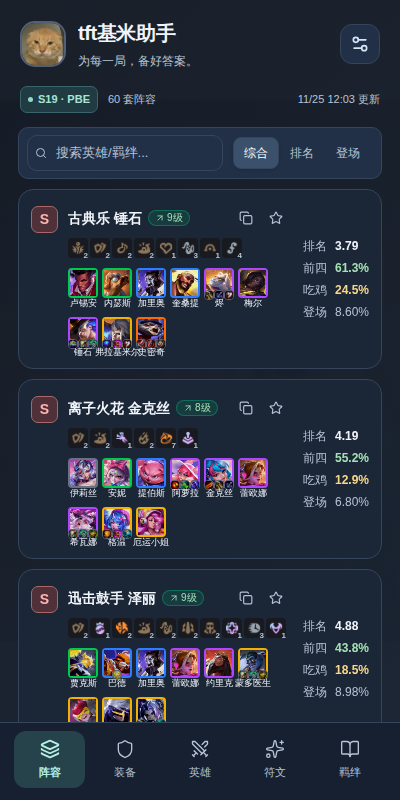 tft基米助手
为每一局，备好答案。
S19 · PBE
60 套阵容
11/25 12:03 更新
搜索英雄/羁绊...
综合
排名
登场
S
古典乐 锤石
9级
2 2 2 2 1 3 1 4
卢锡安 内瑟斯 加里奥 奎桑提 烬 梅尔
锤石 弗拉基米尔 史密奇
排名 3.79
前四 61.3%
吃鸡 24.5%
登场 8.60%
S
离子火花 金克丝
8级
2 2 1 2 7 1
伊莉丝 安妮 提伯斯 阿萝拉 金克丝 蕾欧娜
希瓦娜 格温 厄运小姐
排名 4.19
前四 55.2%
吃鸡 12.9%
登场 6.80%
S
迅击鼓手 泽丽
9级
2 1 2 2 2 2 2 1 3 1
贾克斯 巴德 加里奥 蕾欧娜 约里克 蒙多医生
排名 4.88
前四 43.8%
吃鸡 18.5%
登场 8.98%
阵容
装备
英雄
符文
羁绊